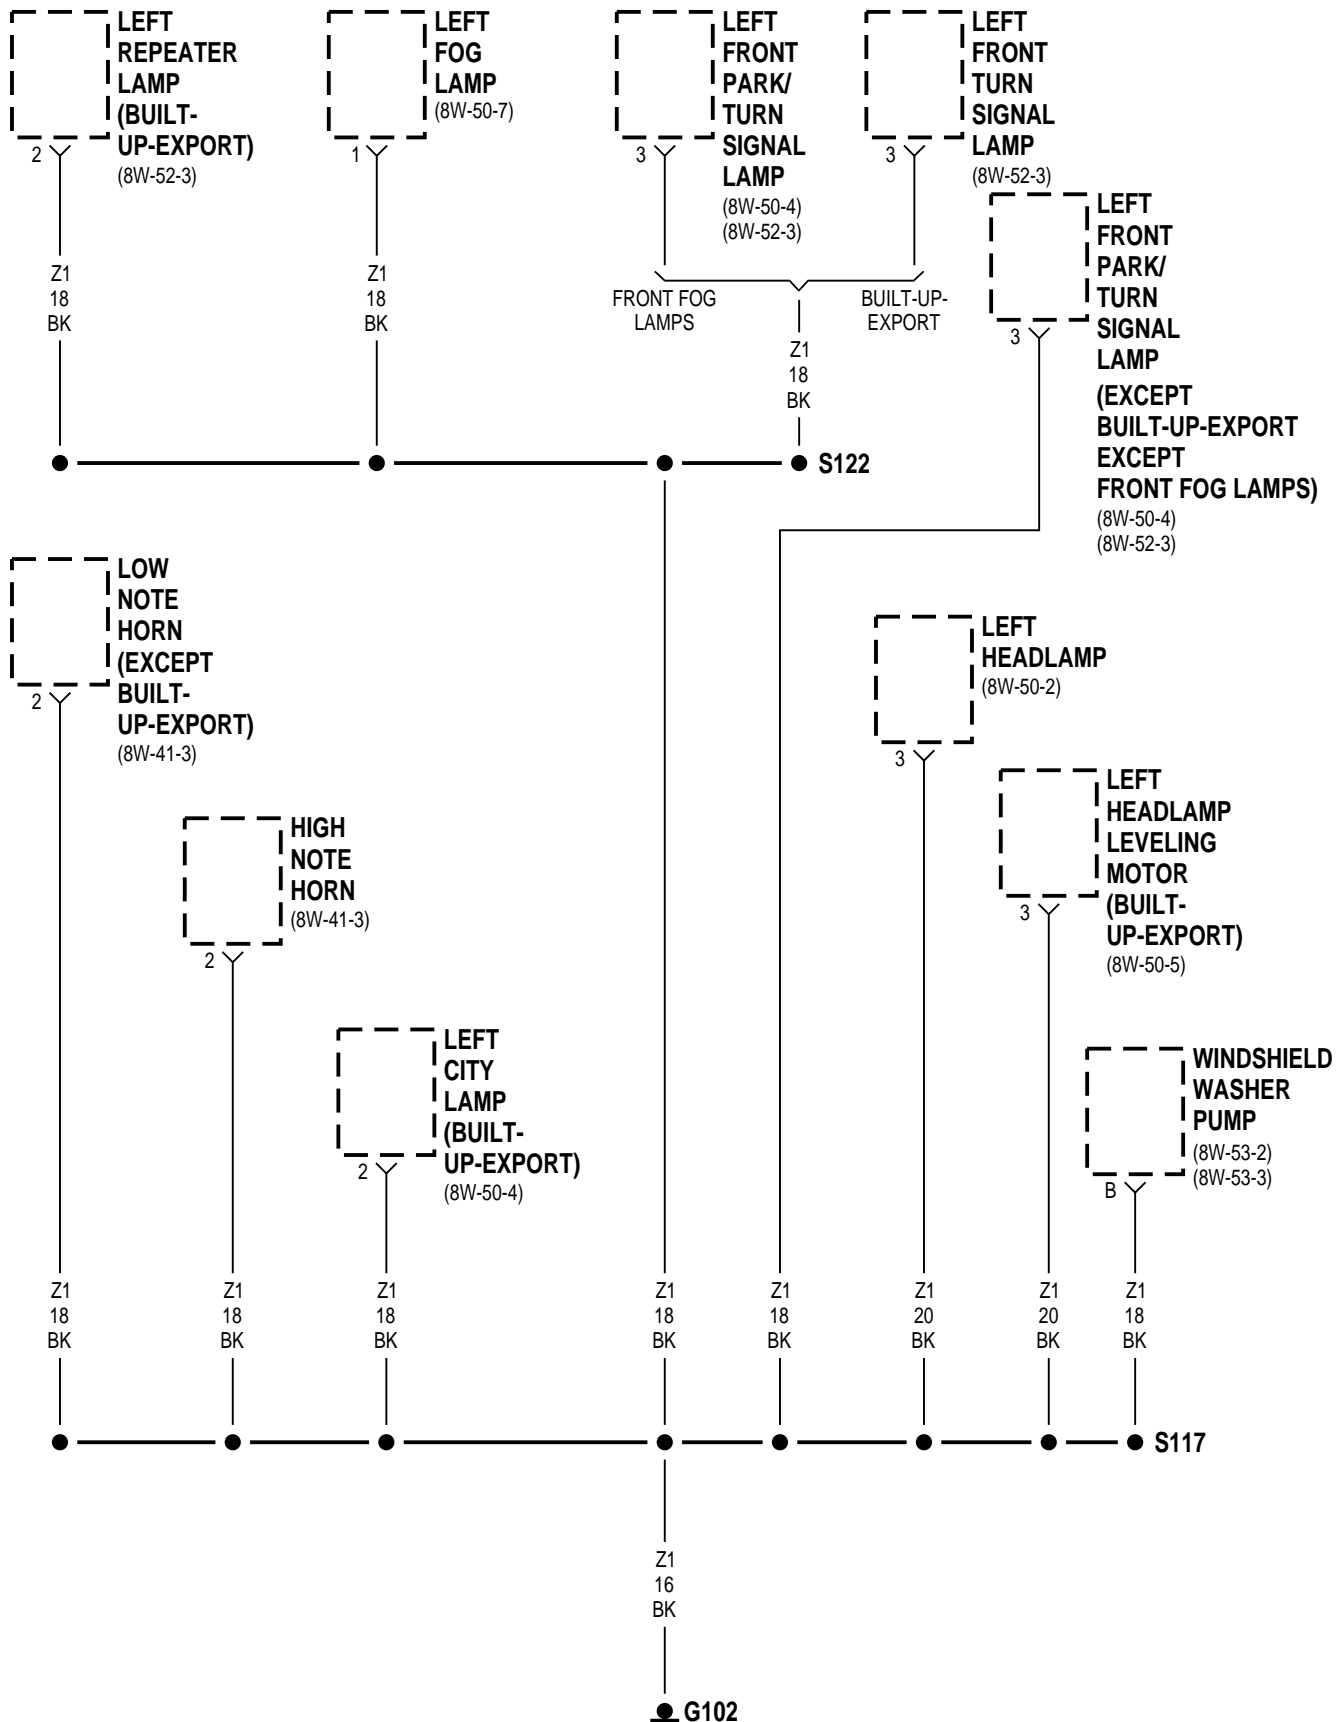 LEFT
REPEATER
LAMP
(BUILT-
UP-EXPORT)
(8W-52-3)
2
Z1
18
BK
LEFT
FOG
LAMP
(8W-50-7)
1
Z1
18
BK
LEFT
FRONT
PARK/
TURN
SIGNAL
LAMP
(8W-50-4)
(8W-52-3)
3
FRONT FOG
LAMPS
LEFT
FRONT
TURN
SIGNAL
LAMP
(8W-52-3)
3
BUILT-UP-
EXPORT
Z1
18
BK
S122
LEFT
FRONT
PARK/
TURN
SIGNAL
LAMP
(EXCEPT
BUILT-UP-EXPORT
EXCEPT
FRONT FOG LAMPS)
(8W-50-4)
(8W-52-3)
3
LOW
NOTE
HORN
(EXCEPT
BUILT-
UP-EXPORT)
(8W-41-3)
2
HIGH
NOTE
HORN
(8W-41-3)
2
LEFT
CITY
LAMP
(BUILT-
UP-EXPORT)
(8W-50-4)
2
LEFT
HEADLAMP
(8W-50-2)
3
LEFT
HEADLAMP
LEVELING
MOTOR
(BUILT-
UP-EXPORT)
(8W-50-5)
3
WINDSHIELD
WASHER
PUMP
(8W-53-2)
(8W-53-3)
B
Z1
18
BK
Z1
18
BK
Z1
18
BK
Z1
18
BK
Z1
18
BK
Z1
20
BK
Z1
20
BK
Z1
18
BK
S117
Z1
16
BK
G102